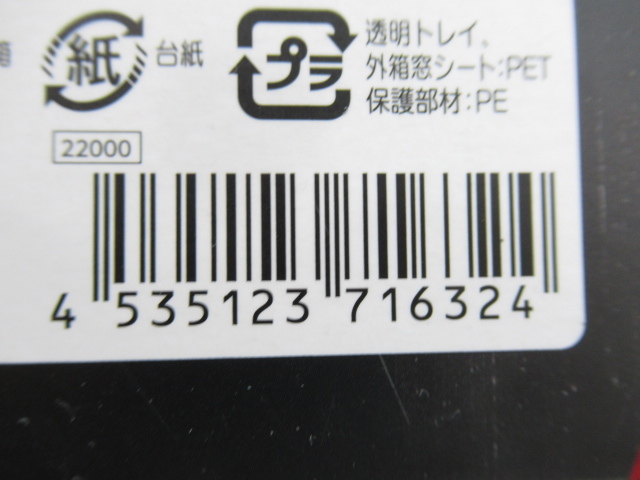 紙
台紙
プラ
透明トレイ、
外箱窓シート:PET
保護部材:PE
22000
4 535123 716324